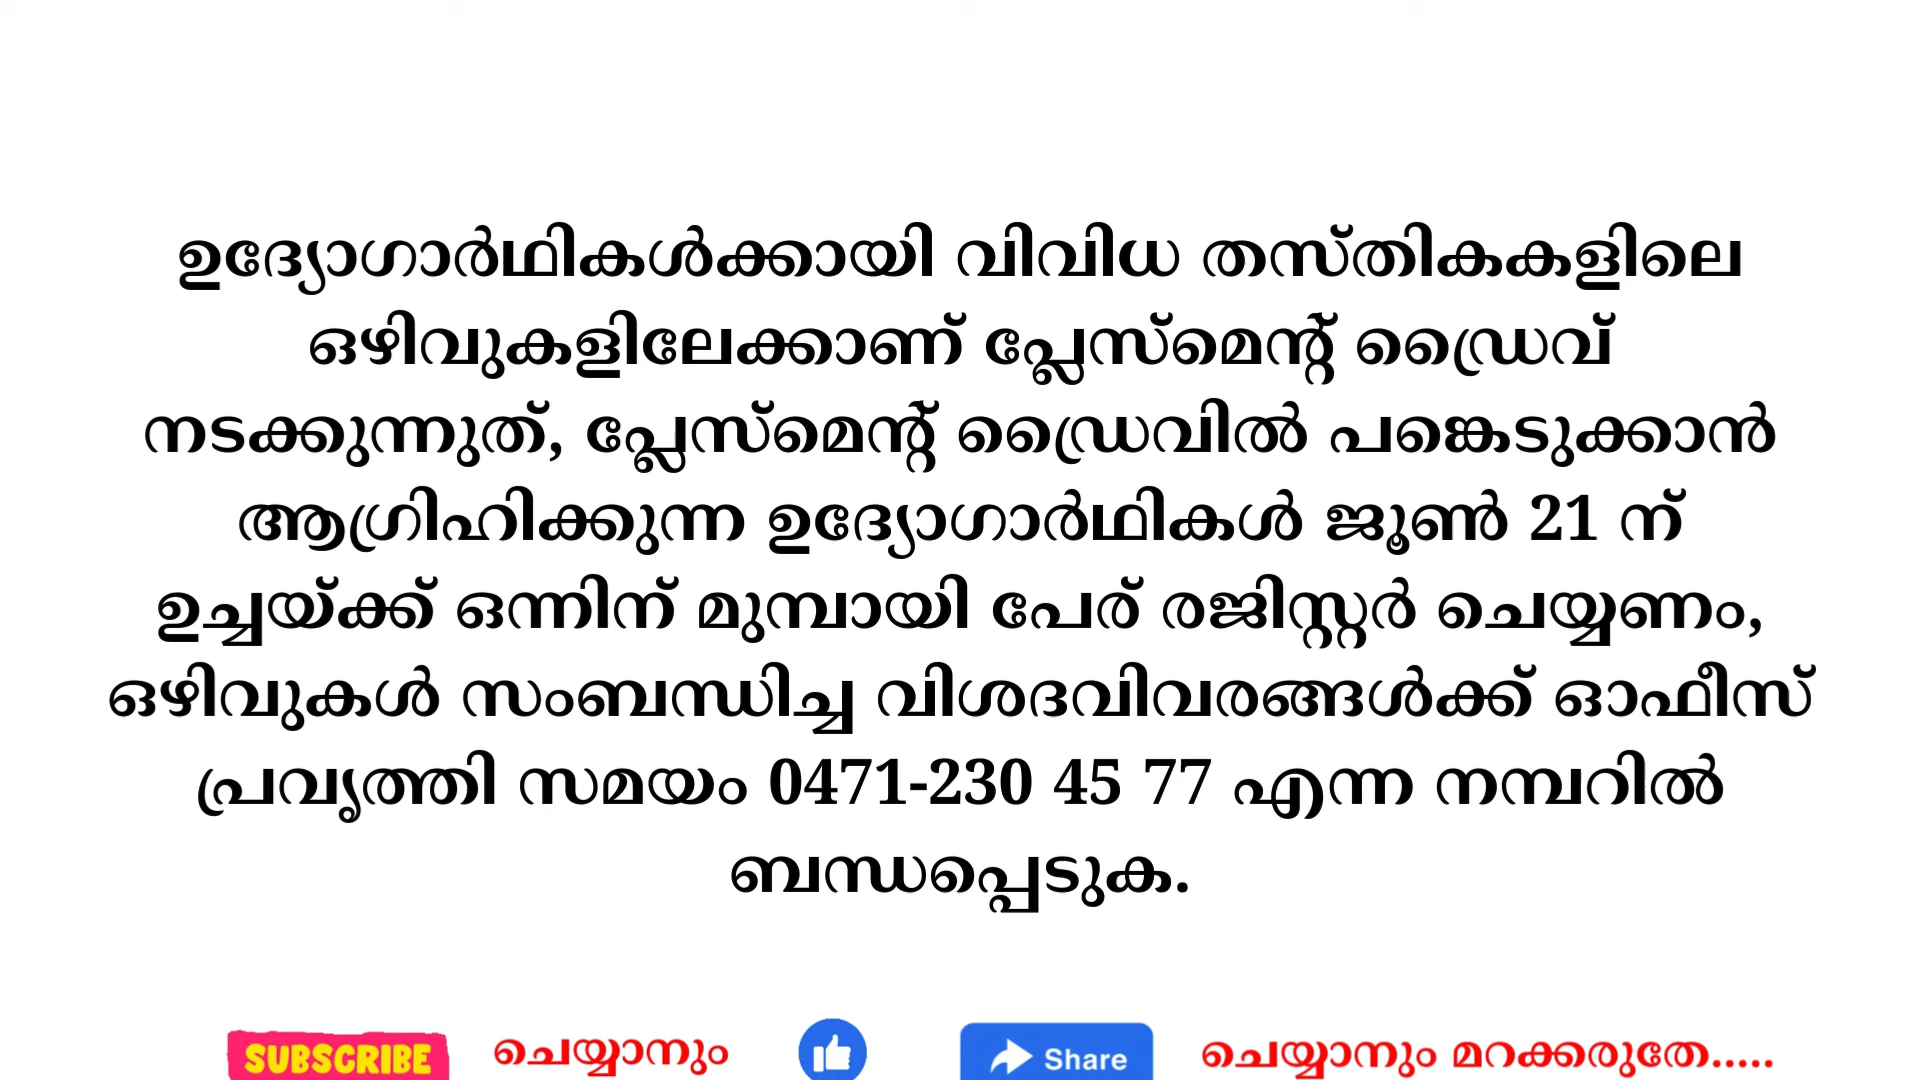 ഉദ്യോഗാർഥികൾക്കായി വിവിധ തസ്തികകളിലെ
ഒഴിവുകളിലേക്കാണ് പ്ലേസ്മെന്റ് ഡ്രൈവ്
നടക്കുന്നുത്, പ്ലേസ്മെന്റ് ഡ്രൈവിൽ പങ്കെടുക്കാൻ
ആഗ്രിഹിക്കുന്ന ഉദ്യോഗാർഥികൾ ജൂൺ 21 ന്
ഉച്ചയ്ക്ക് ഒന്നിന് മുമ്പായി പേര് രജിസ്റ്റർ ചെയ്യണം,
ഒഴിവുകൾ സംബന്ധിച്ച വിശദവിവരങ്ങൾക്ക് ഓഫീസ്
പ്രവൃത്തി സമയം 0471-230 45 77 എന്ന നമ്പറിൽ
ബന്ധപ്പെടുക.
SUBSCRIBE ചെയ്യാനും Share ചെയ്യാനും മറക്കരുതേ.....